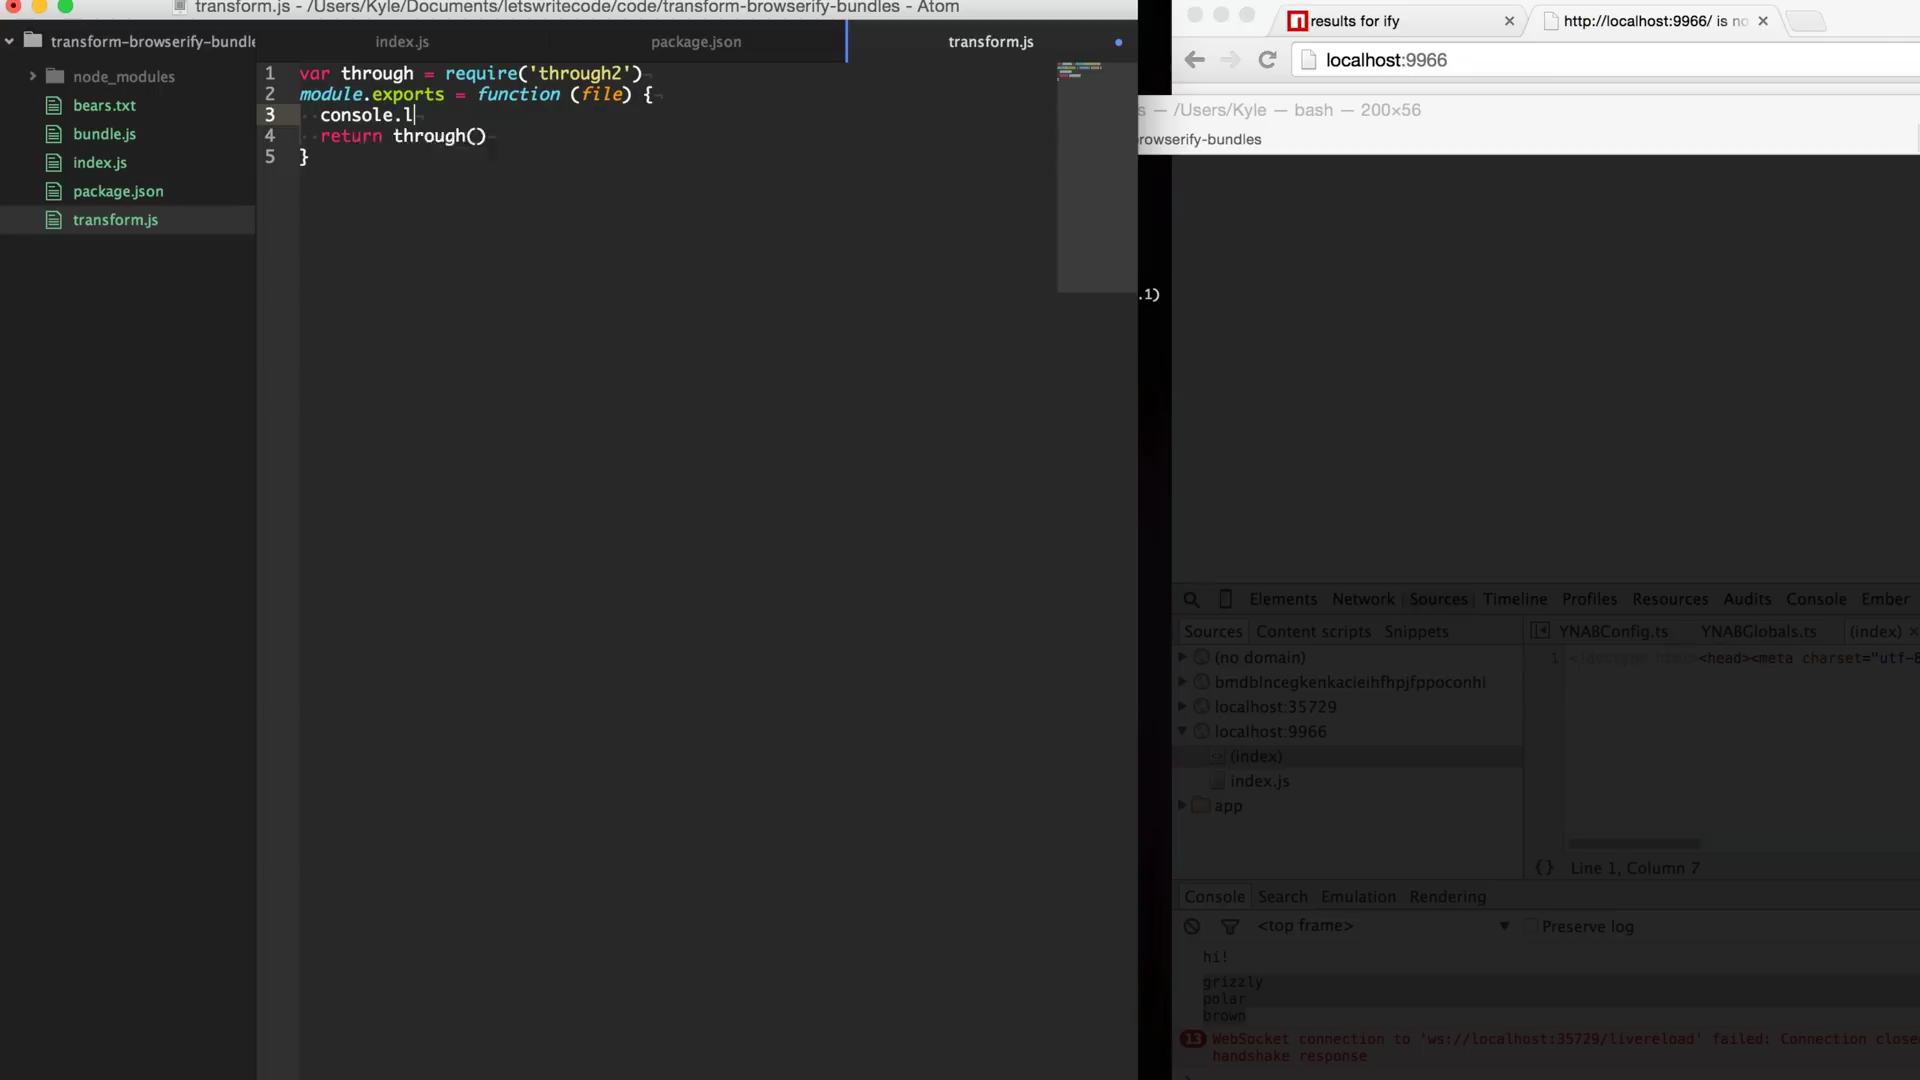 transform.js - /Users/Kyle/Documents/letswritecode/code/transform-browserify-bundles - Atom
transform-browserify-bundle
node_modules
bears.txt
bundle.js
index.js
package.json
transform.js
index.js
package.json
transform.js
1 var through = require('through2')
2 module.exports = function (file) {
3 console.l
4 return through()
5 }
results for ify
http://localhost:9966/ is no
localhost:9966
s — /Users/Kyle — bash — 200×56
rowserify-bundles
.1)
Elements Network Sources Timeline Profiles Resources Audits Console Ember
Sources Content scripts Snippets
YNABConfig.ts YNABGlobals.ts (index)
(no domain)
bmdblncegkenkacieihfhpjfppoconhl
localhost:35729
localhost:9966
(index)
index.js
app
1 <!doctype html><head><meta charset="utf-8
{} Line 1, Column 7
Console Search Emulation Rendering
<top frame> Preserve log
hi!
grizzly
polar
brown
13 WebSocket connection to 'ws://localhost:35729/livereload' failed: Connection close
handshake response